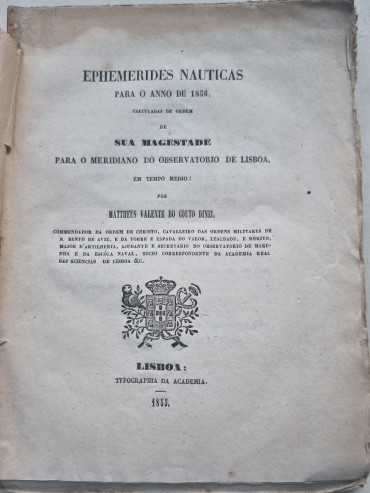 EPHEMERIDES NAUTICAS
PARA O ANNO DE 1856,
CALCULADAS DE ORDEM
DE
SUA MAGESTADE
PARA O MERIDIANO DO OBSERVATORIO DE LISBOA,
EM TEMPO MEDIO:
POR
MATTHEUS VALENTE DO COUTO DINIZ,
COMMENDADOR DA ORDEM DE CHRISTO, CAVALLEIRO DAS ORDENS MILITARES DE
S. BENTO DE AVIZ, E DA TORRE E ESPADA DO VALOR, LEALDADE, E MERITO,
MAJOR D'ARTILHERIA, AJUDANTE E SECRETARIO DO OBSERVATORIO DE MARI-
NHA E DA ESCÓLA NAVAL, SOCIO CORRESPONDENTE DA ACADEMIA REAL
DAS SCIENCIAS DE LISBOA &C.
LISBOA:
TYPOGRAPHIA DA ACADEMIA.
1855.